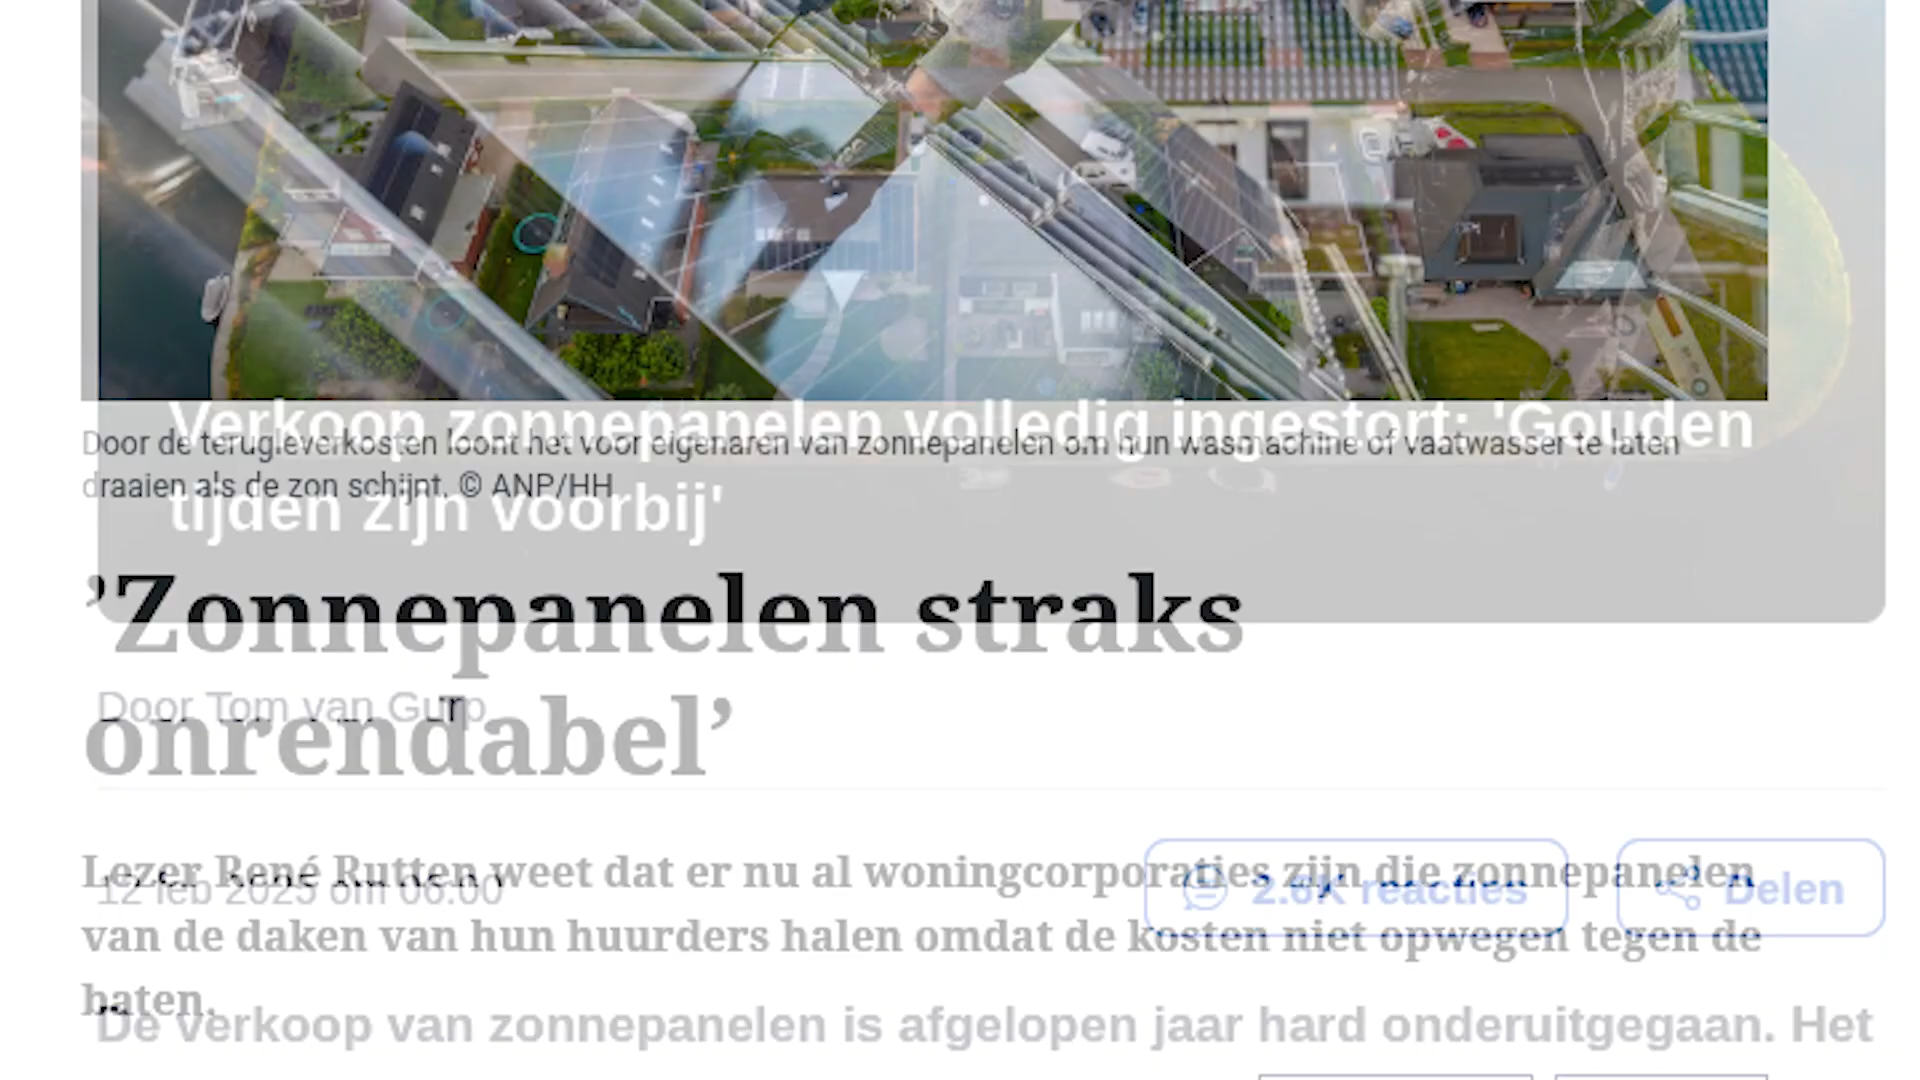 Verkoop zonnepanelen volledig ingestort: 'Gouden
tijden zijn voorbij'
Door de terugleverkosten loont het voor eigenaren van zonnepanelen om hun wasmachine of vaatwasser te laten
draaien als de zon schijnt. © ANP/HH
’Zonnepanelen straks
onrendabel’
Door Tom van Gurp
Lezer René Rutten weet dat er nu al woningcorporaties zijn die zonnepanelen
van de daken van hun huurders halen omdat de kosten niet opwegen tegen de
baten.
12 feb 2025 om 06:00
2.6K reacties
Delen
De verkoop van zonnepanelen is afgelopen jaar hard onderuitgegaan. Het